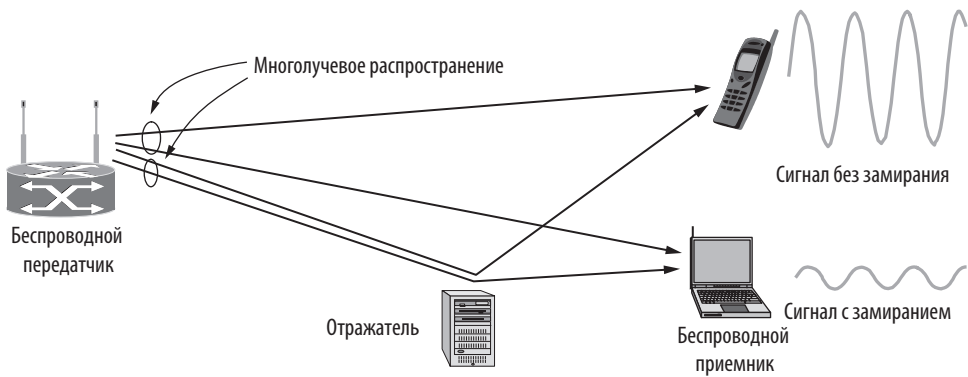 Многолучевое распространение
Сигнал без замирания
Беспроводной
передатчик
Отражатель
Беспроводной
приемник
Сигнал с замиранием